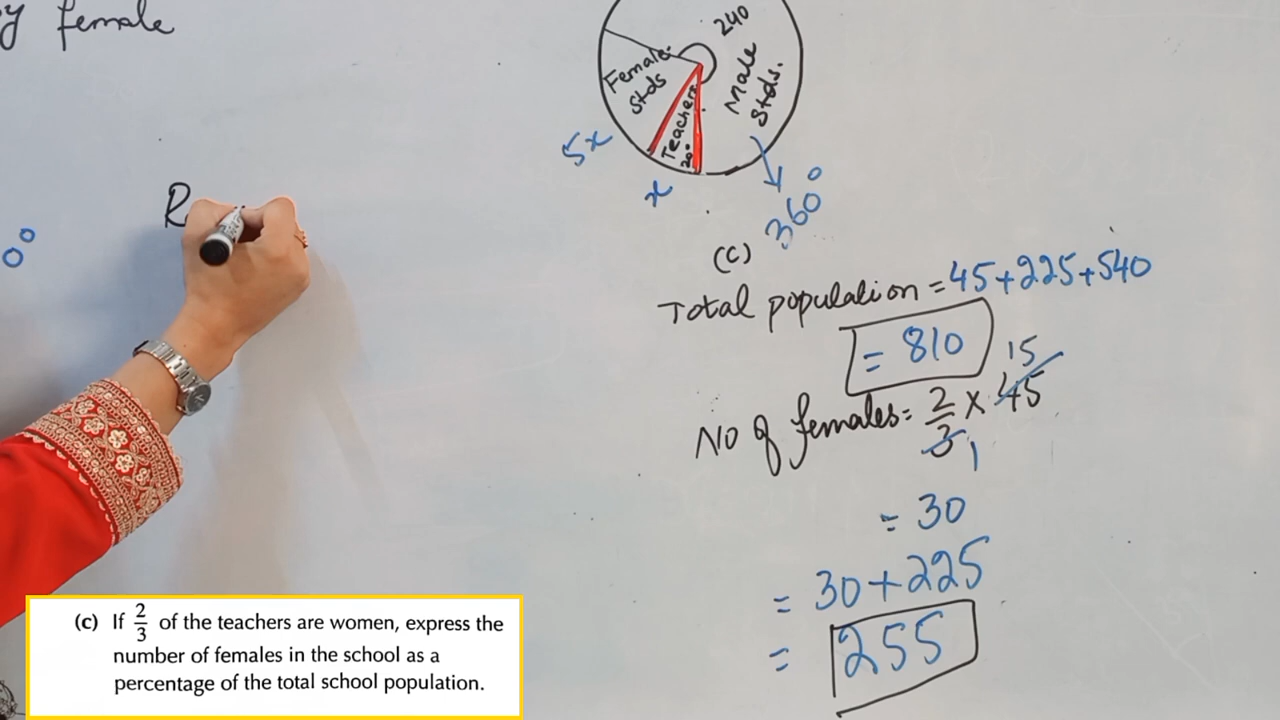 y female
240
Male
Stds.
Female
Stds
Teachers
20°
5x
x
360°
0°
R
(C)
Total population = 45+225+540
= 810
No of females = 2/3 × 45
15
1
= 30
= 30+225
= 255
(c) If 2/3 of the teachers are women, express the
number of females in the school as a
percentage of the total school population.